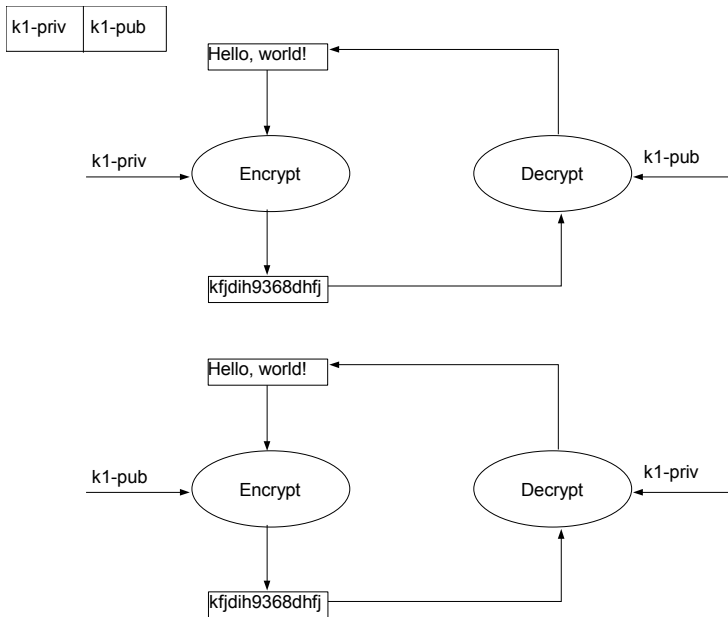 k1-priv k1-pub
Hello, world!
k1-priv
Encrypt
Decrypt
k1-pub
kfjdih9368dhfj
Hello, world!
k1-pub
Encrypt
Decrypt
k1-priv
kfjdih9368dhfj